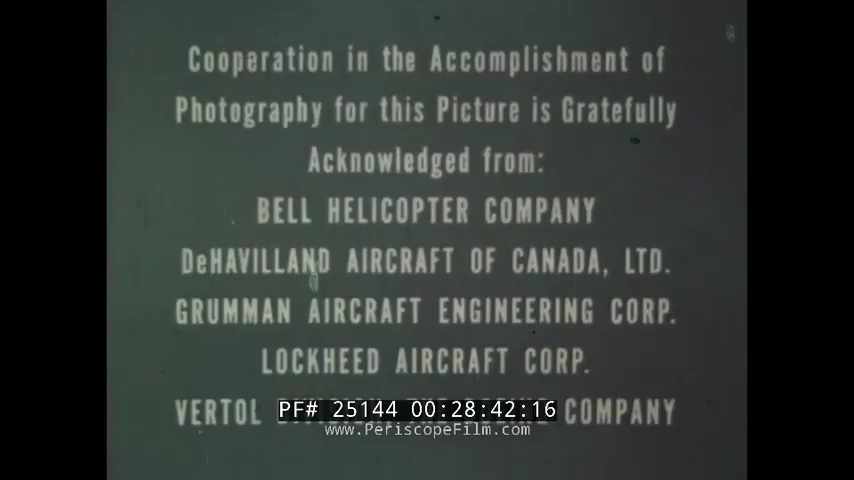 Cooperation in the Accomplishment of
Photography for this Picture is Gratefully
Acknowledged from:
BELL HELICOPTER COMPANY
DeHAVILLAND AIRCRAFT OF CANADA, LTD.
GRUMMAN AIRCRAFT ENGINEERING CORP.
LOCKHEED AIRCRAFT CORP.
VERTOL COMPANY
PF# 25144 00:28:42:16
www.PeriscopeFilm.com